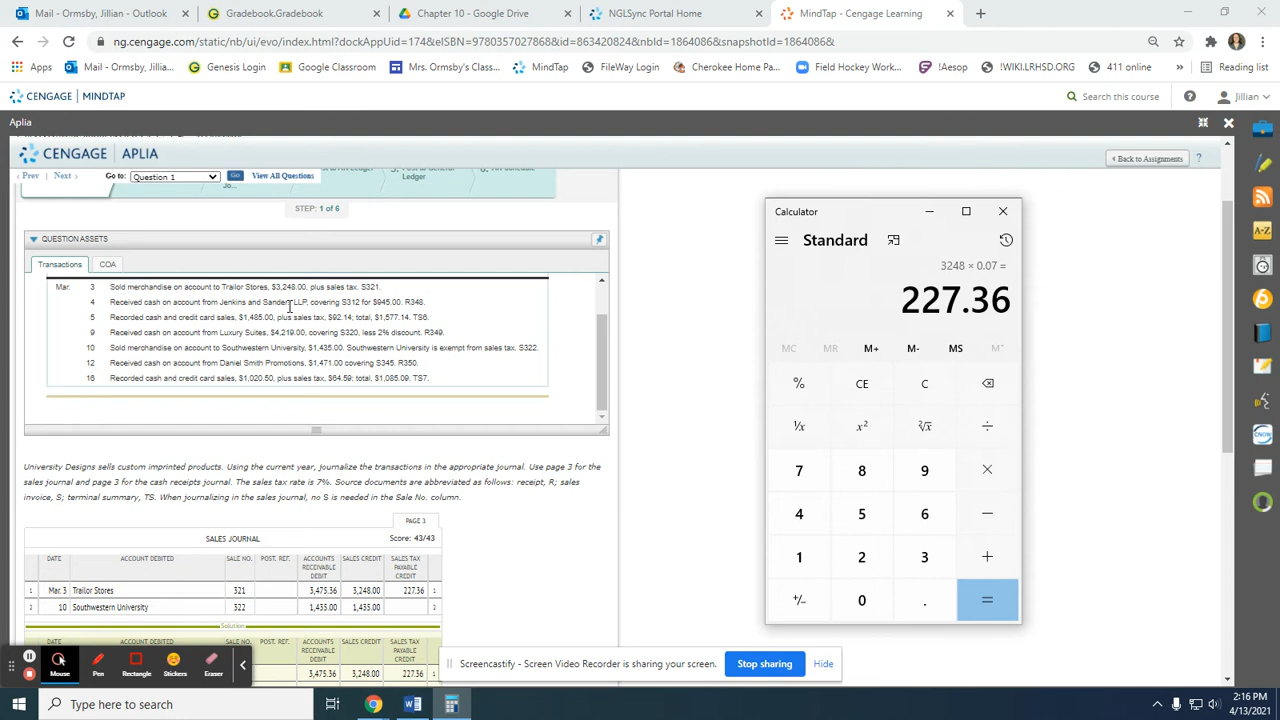 Mail - Ormsby, Jillian - Outlook
Gradebook.Gradebook
Chapter 10 - Google Drive
NGLSync Portal Home
MindTap - Cengage Learning
ng.cengage.com/static/nb/ui/evo/index.html?dockAppUid=174&eISBN=9780357027868&id=863420824&nbId=1864086&snapshotId=1864086&
Apps
Mail - Ormsby, Jillia...
Genesis Login
Google Classroom
Mrs. Ormsby's Class...
MindTap
FileWay Login
Cherokee Home Pa...
Field Hockey Work...
!Aesop
!WIKI.LRHSD.ORG
411 online
»
Reading list
CENGAGE | MINDTAP
Search this course
Jillian
Aplia
CENGAGE | APLIA
Back to Assignments
?
Prev
Next
Go to:
Question 1
Go
View All Questions
Jo...
Ledger
STEP: 1 of 6
QUESTION ASSETS
Transactions
COA
Mar. 3 Sold merchandise on account to Trailor Stores, $3,248.00, plus sales tax. S321.
4 Received cash on account from Jenkins and Sanders LLP, covering S312 for $945.00. R348.
5 Recorded cash and credit card sales, $1,485.00, plus sales tax, $92.14; total, $1,577.14. TS6.
9 Received cash on account from Luxury Suites, $4,219.00, covering S320, less 2% discount. R349.
10 Sold merchandise on account to Southwestern University, $1,435.00. Southwestern University is exempt from sales tax. S322.
12 Received cash on account from Daniel Smith Promotions, $1,471.00 covering S345. R350.
16 Recorded cash and credit card sales, $1,020.50, plus sales tax, $64.59; total, $1,085.09. TS7.
University Designs sells custom imprinted products. Using the current year, journalize the transactions in the appropriate journal. Use page 3 for the
sales journal and page 3 for the cash receipts journal. The sales tax rate is 7%. Source documents are abbreviated as follows: receipt, R; sales
invoice, S; terminal summary, TS. When journalizing in the sales journal, no S is needed in the Sale No. column.
PAGE 3
SALES JOURNAL
Score: 43/43
DATE ACCOUNT DEBITED SALE NO. POST. REF. ACCOUNTS RECEIVABLE DEBIT SALES CREDIT SALES TAX PAYABLE CREDIT
1 Mar. 3 Trailor Stores 321 3,475.36 3,248.00 227.36 1
2 10 Southwestern University 322 1,435.00 1,435.00 2
Solution
DATE ACCOUNT DEBITED SALE NO. POST. REF. ACCOUNTS RECEIVABLE DEBIT SALES CREDIT SALES TAX PAYABLE CREDIT
3,475.36 3,248.00 227.36 1
Calculator
Standard
3248 × 0.07 =
227.36
MC MR M+ M- MS M˅
% CE C
¹/x x² ²√x ÷
7 8 9 ×
4 5 6 −
1 2 3 +
+/− 0 . =
Mouse
Pen
Rectangle
Stickers
Eraser
Screencastify - Screen Video Recorder is sharing your screen.
Stop sharing
Hide
Type here to search
2:16 PM
4/13/2021